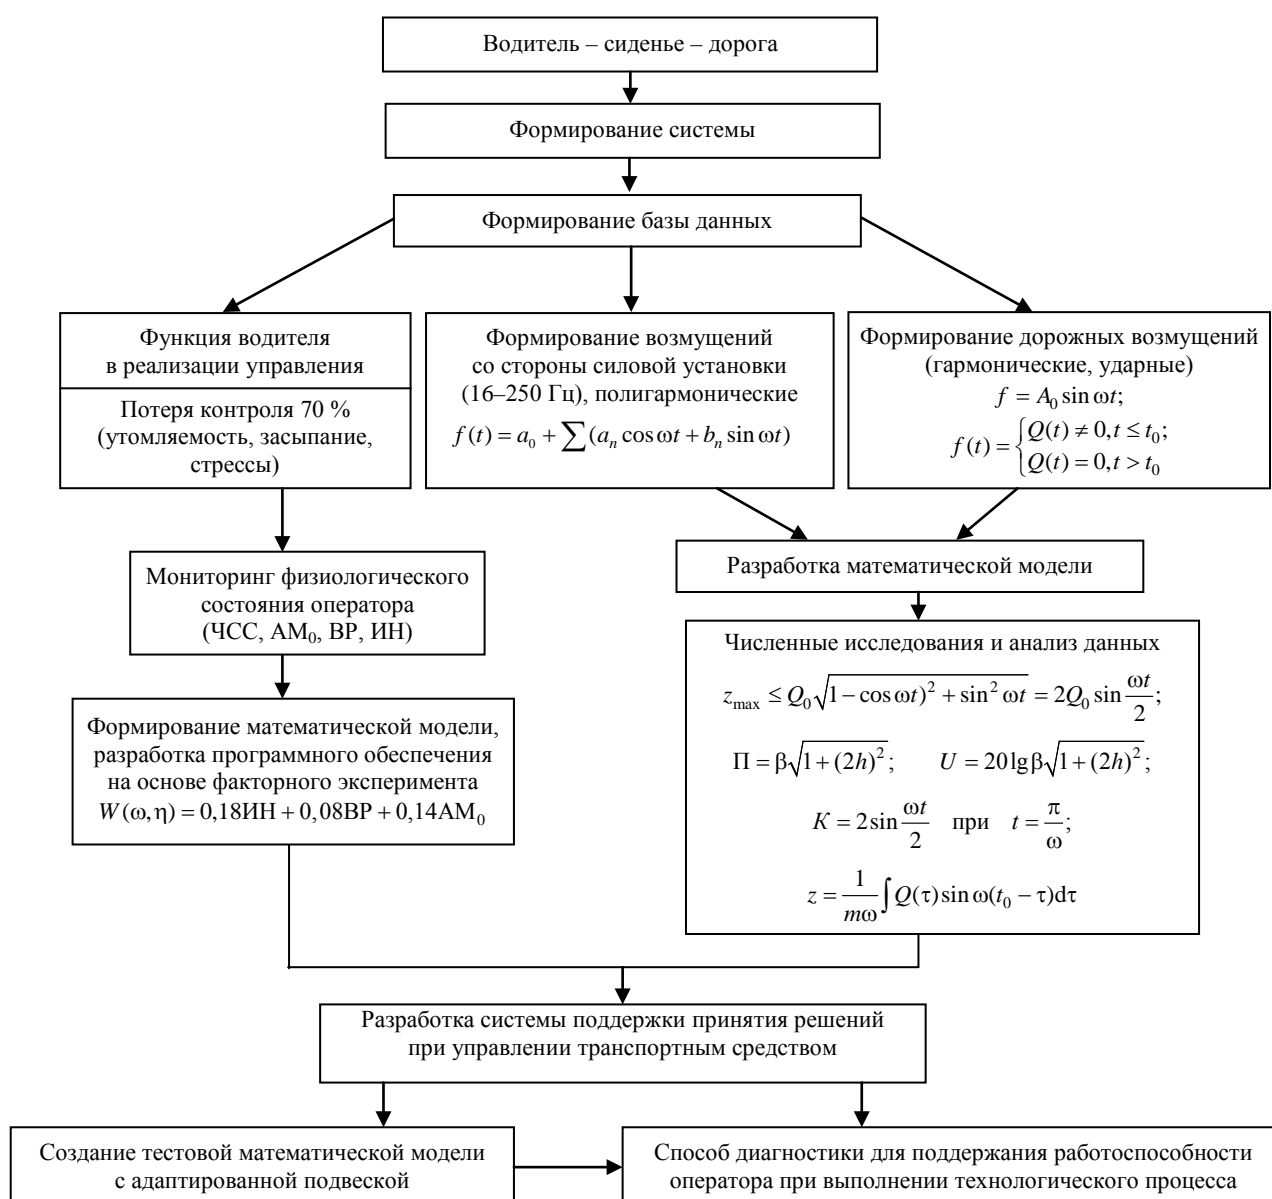 Водитель – сиденье – дорога
Формирование системы
Формирование базы данных
Функция водителя
в реализации управления
Потеря контроля 70 %
(утомляемость, засыпание,
стрессы)
Формирование возмущений
со стороны силовой установки
(16–250 Гц), полигармонические
f(t) = a₀ + ∑(aₙ cos ωt + bₙ sin ωt)
Формирование дорожных возмущений
(гармонические, ударные)
f = A₀ sin ωt;
f(t) = {Q(t) ≠ 0, t ≤ t₀;
Q(t) = 0, t > t₀
Мониторинг физиологического
состояния оператора
(ЧСС, АМ₀, ВР, ИН)
Разработка математической модели
Формирование математической модели,
разработка программного обеспечения
на основе факторного эксперимента
W(ω, η) = 0,18ИН + 0,08ВР + 0,14АМ₀
Численные исследования и анализ данных
z_max ≤ Q₀√(1 − cos ωt)² + sin² ωt = 2Q₀ sin ωt/2;
П = β√1 + (2h)²; U = 20 lg β√1 + (2h)²;
К = 2 sin ωt/2 при t = π/ω;
z = 1/mω ∫ Q(τ) sin ω(t₀ − τ)dτ
Разработка системы поддержки принятия решений
при управлении транспортным средством
Создание тестовой математической модели
с адаптированной подвеской
Способ диагностики для поддержания работоспособности
оператора при выполнении технологического процесса